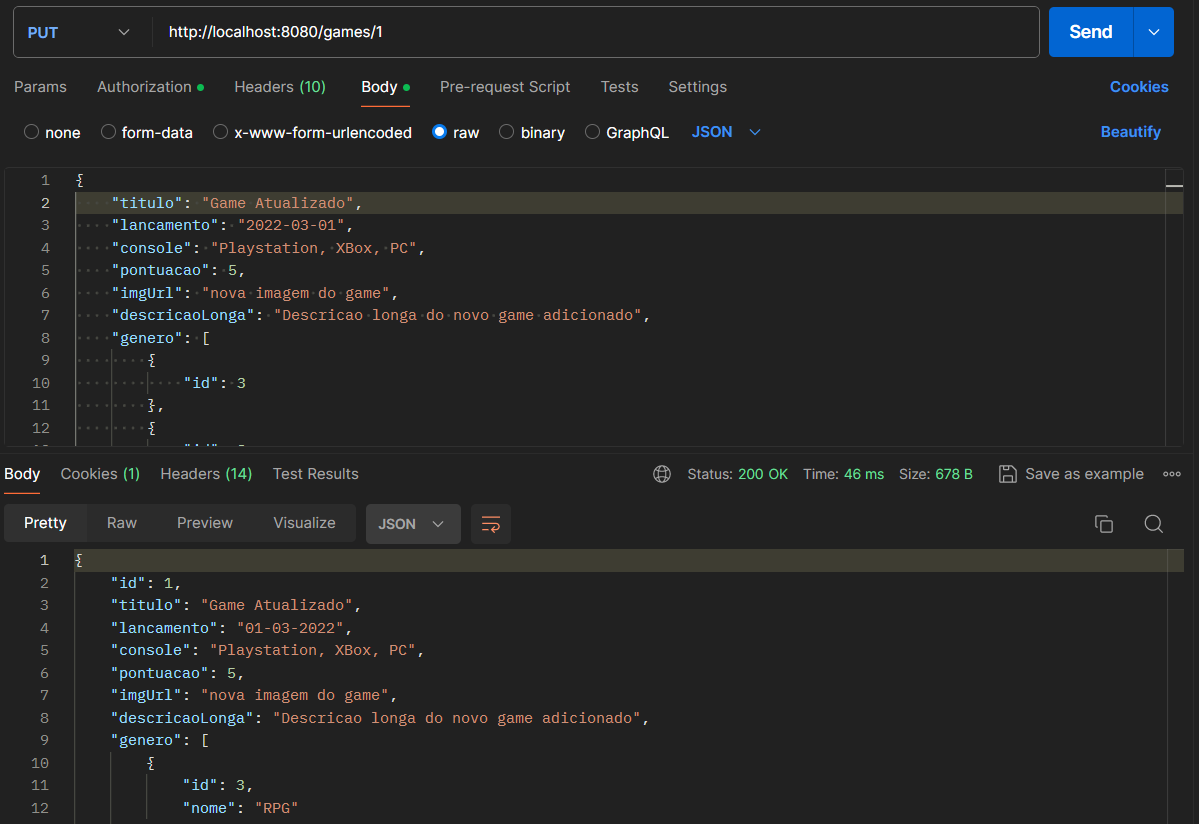 PUT http://localhost:8080/games/1 Send
Params Authorization Headers (10) Body Pre-request Script Tests Settings Cookies
none form-data x-www-form-urlencoded raw binary GraphQL JSON Beautify
1 {
2 "titulo": "Game Atualizado",
3 "lancamento": "2022-03-01",
4 "console": "Playstation, XBox, PC",
5 "pontuacao": 5,
6 "imgUrl": "nova imagem do game",
7 "descricaoLonga": "Descricao longa do novo game adicionado",
8 "genero": [
9 {
10 "id": 3
11 },
12 {
Body Cookies (1) Headers (14) Test Results Status: 200 OK Time: 46 ms Size: 678 B Save as example
Pretty Raw Preview Visualize JSON
1 {
2 "id": 1,
3 "titulo": "Game Atualizado",
4 "lancamento": "01-03-2022",
5 "console": "Playstation, XBox, PC",
6 "pontuacao": 5,
7 "imgUrl": "nova imagem do game",
8 "descricaoLonga": "Descricao longa do novo game adicionado",
9 "genero": [
10 {
11 "id": 3,
12 "nome": "RPG"